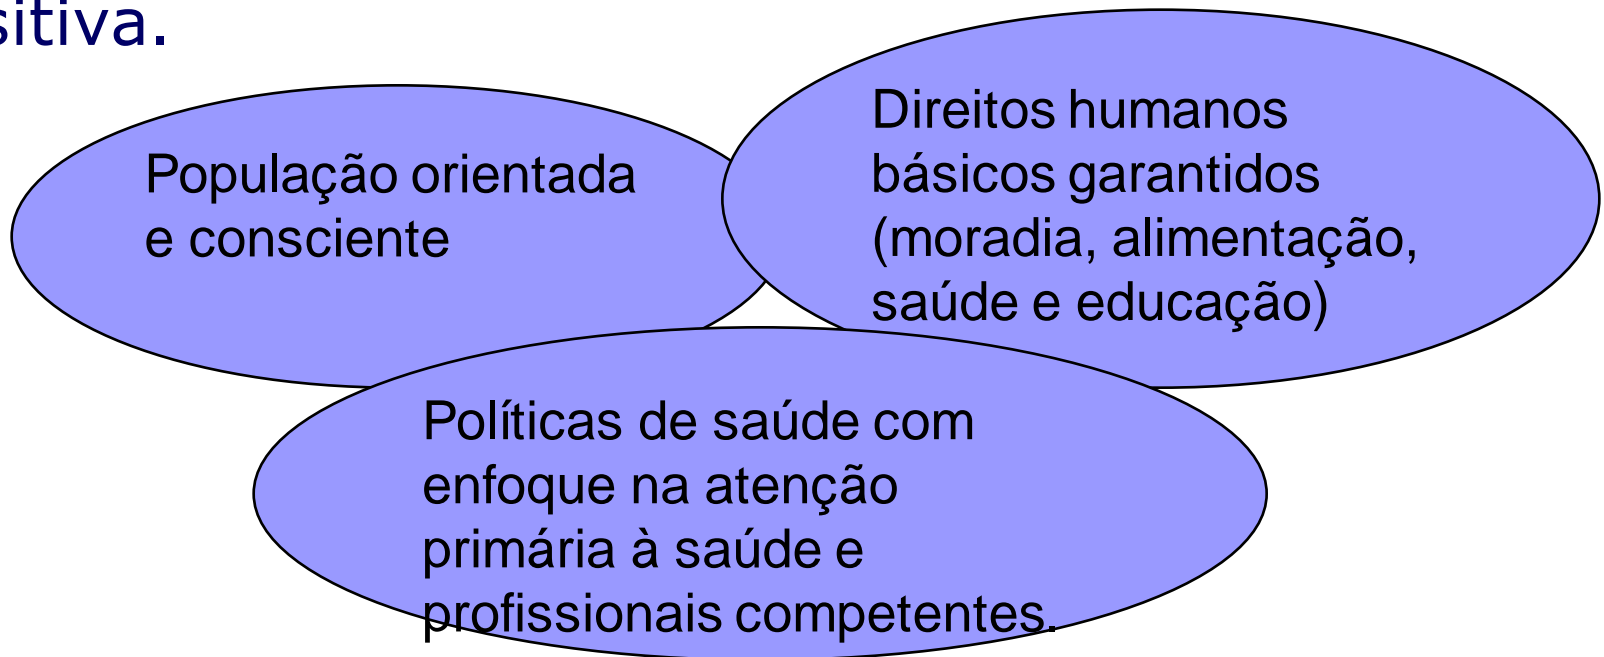 sitiva.
População orientada
e consciente
Direitos humanos
básicos garantidos
(moradia, alimentação,
saúde e educação)
Políticas de saúde com
enfoque na atenção
primária à saúde e
profissionais competentes.